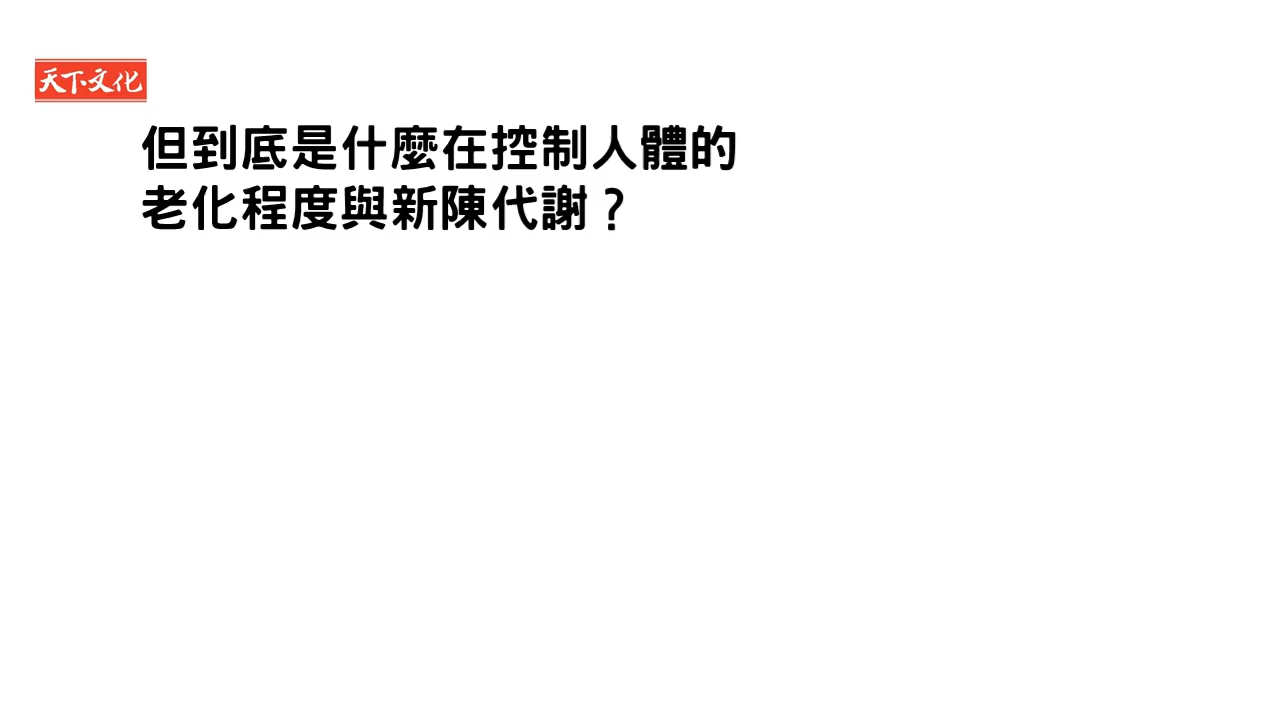 天下文化
但到底是什麼在控制人體的
老化程度與新陳代謝？